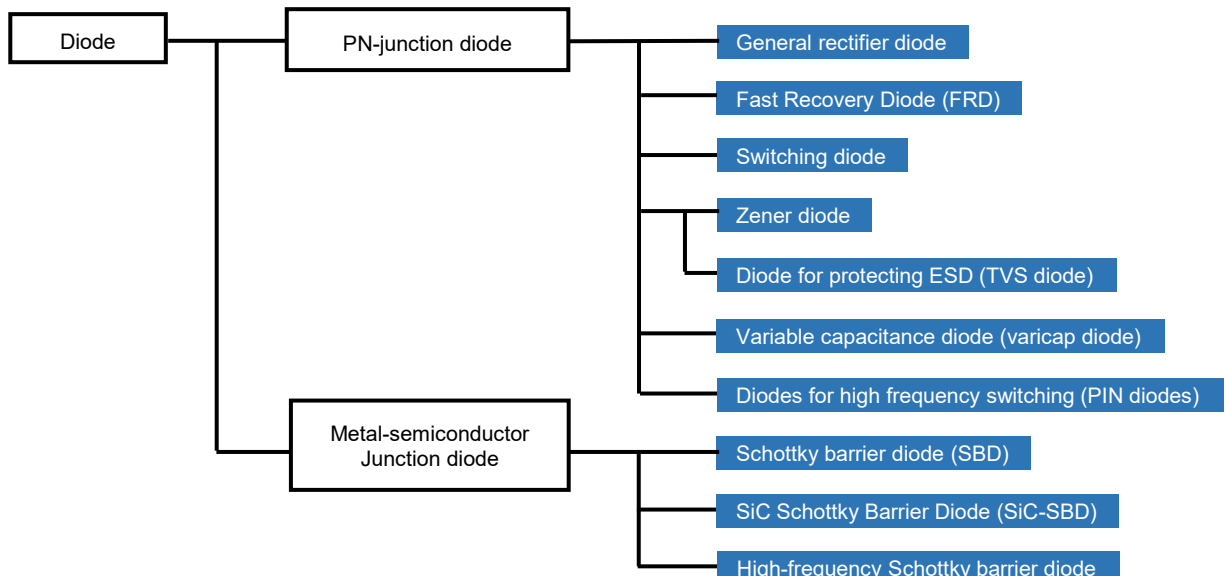 Diode
PN-junction diode
General rectifier diode
Fast Recovery Diode (FRD)
Switching diode
Zener diode
Diode for protecting ESD (TVS diode)
Variable capacitance diode (varicap diode)
Diodes for high frequency switching (PIN diodes)
Metal-semiconductor
Junction diode
Schottky barrier diode (SBD)
SiC Schottky Barrier Diode (SiC-SBD)
High-frequency Schottky barrier diode